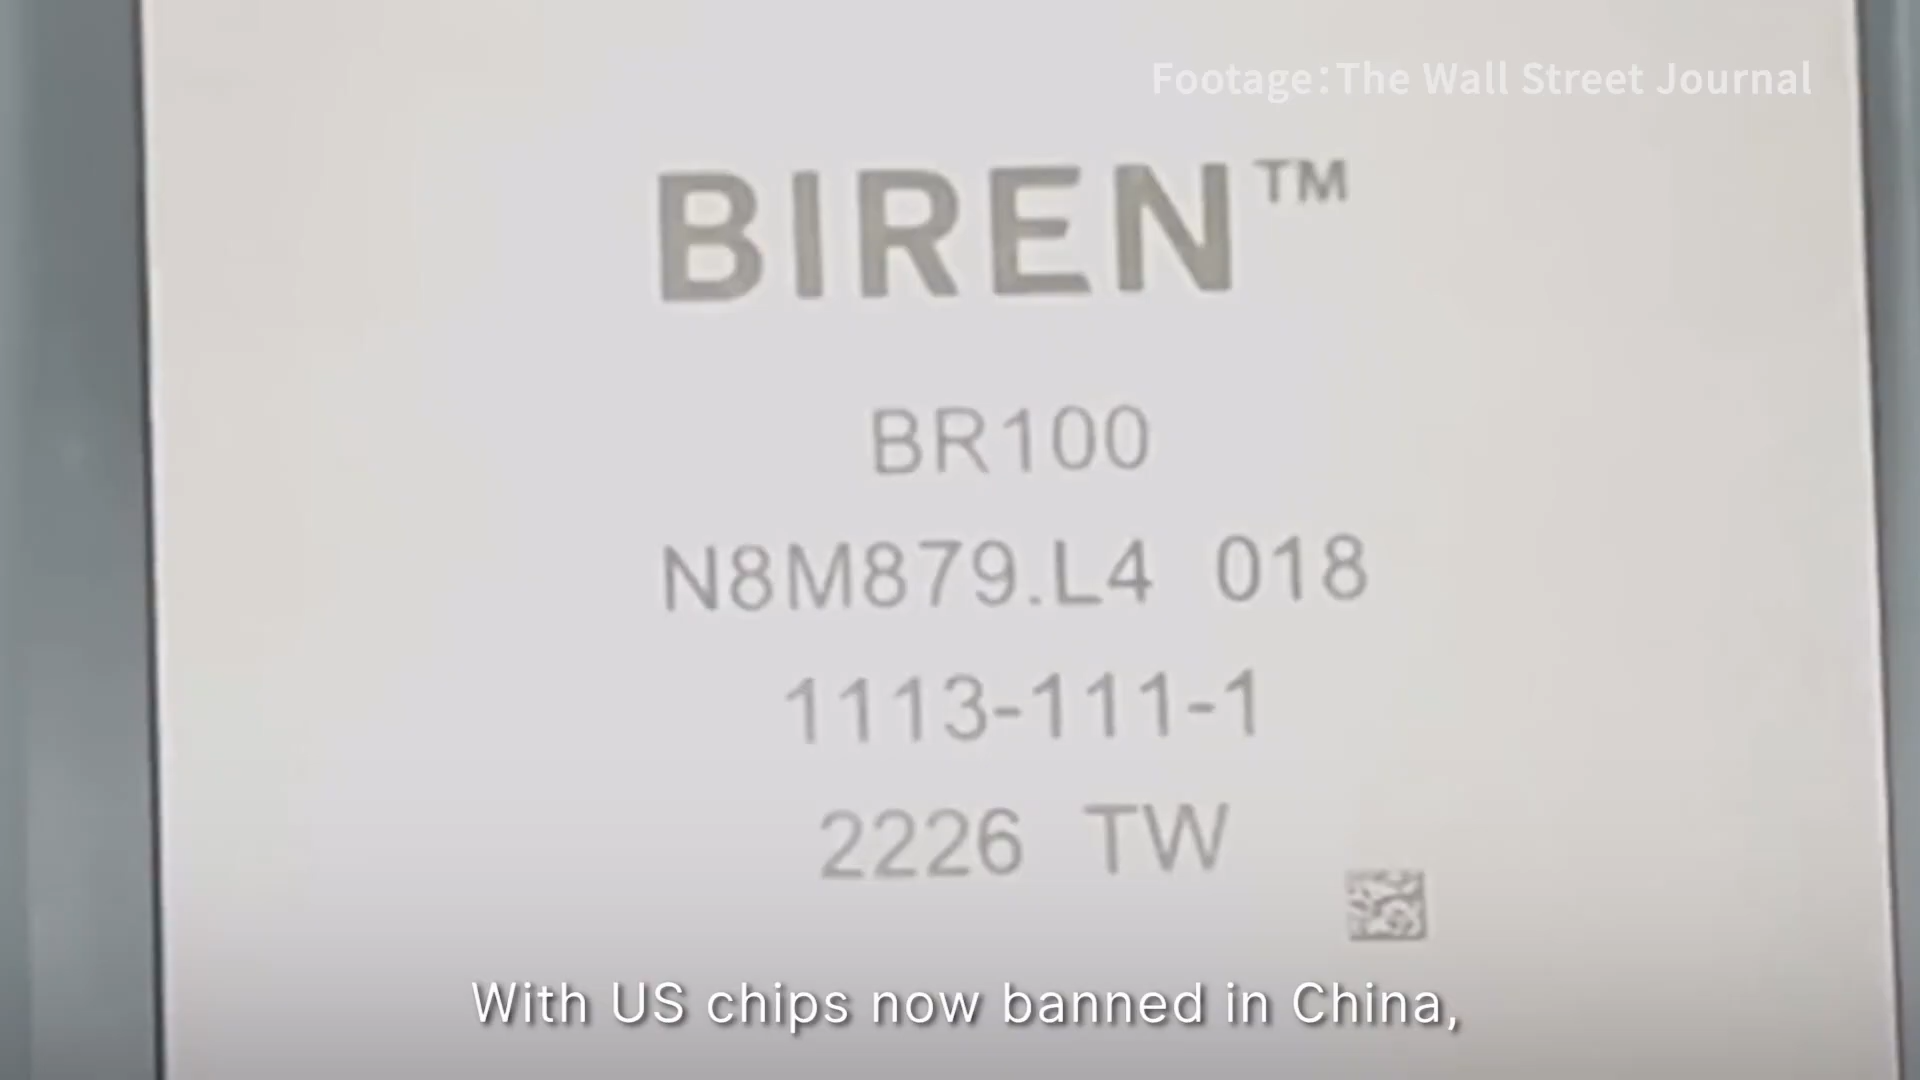 Footage:The Wall Street Journal
BIREN™
BR100
N8M879.L4 018
1113-111-1
2226 TW
With US chips now banned in China,